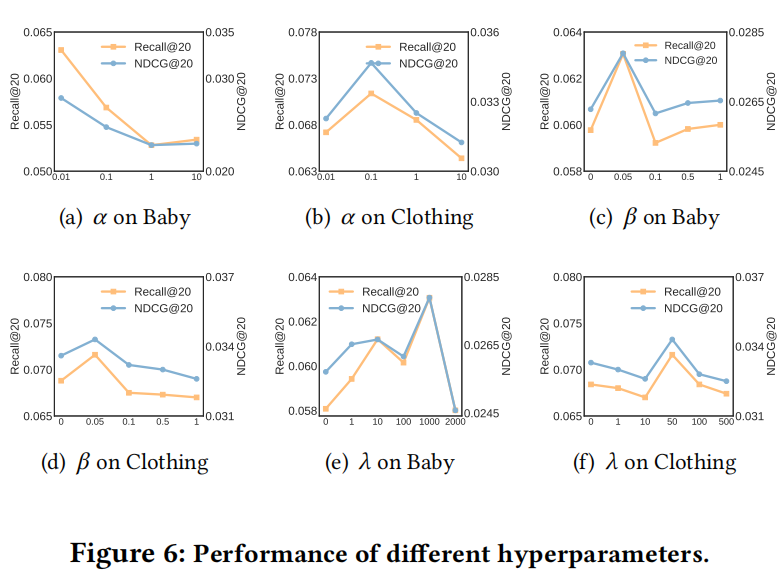 0.065
0.060
0.055
0.050
Recall@20
0.035
0.030
0.020
NDCG@20
Recall@20
NDCG@20
0.01 0.1 1 10
(a) α on Baby
0.078
0.073
0.068
0.063
Recall@20
0.036
0.033
0.030
NDCG@20
Recall@20
NDCG@20
0.01 0.1 1 10
(b) α on Clothing
0.064
0.062
0.060
0.058
Recall@20
0.0285
0.0265
0.0245
NDCG@20
Recall@20
NDCG@20
0 0.05 0.1 0.5 1
(c) β on Baby
0.080
0.075
0.070
0.065
Recall@20
0.037
0.034
0.031
NDCG@20
Recall@20
NDCG@20
0 0.05 0.1 0.5 1
(d) β on Clothing
0.064
0.062
0.060
0.058
Recall@20
0.0285
0.0265
0.0245
NDCG@20
Recall@20
NDCG@20
0 1 10 100 1000 2000
(e) λ on Baby
0.080
0.075
0.070
0.065
Recall@20
0.037
0.034
0.031
NDCG@20
Recall@20
NDCG@20
0 1 10 50 100 500
(f) λ on Clothing
Figure 6: Performance of different hyperparameters.